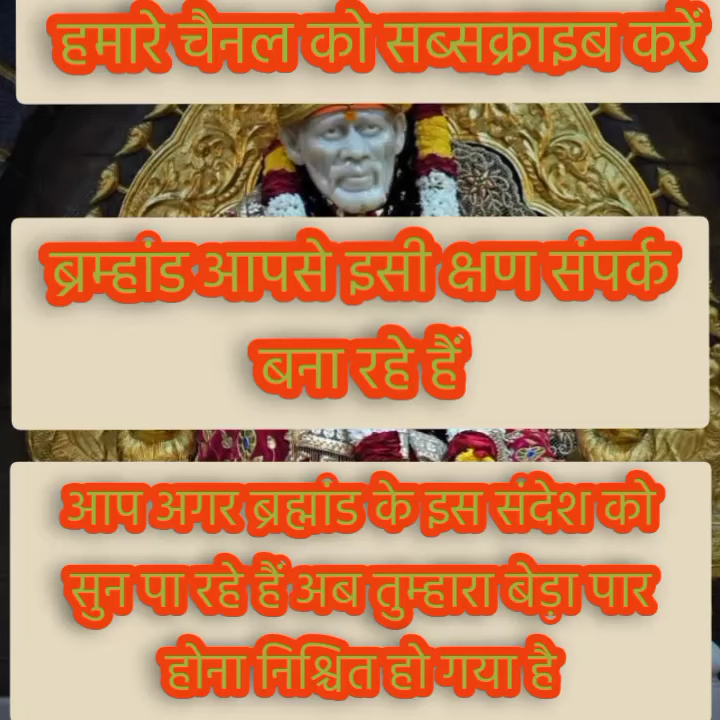 हमारे चैनल को सब्सक्राइब करें
ब्रम्हांड आपसे इसी क्षण संपर्क
बना रहे हैं
आप अगर ब्रह्मांड के इस संदेश को
सुन पा रहे हैं अब तुम्हारा बेड़ा पार
होना निश्चित हो गया है